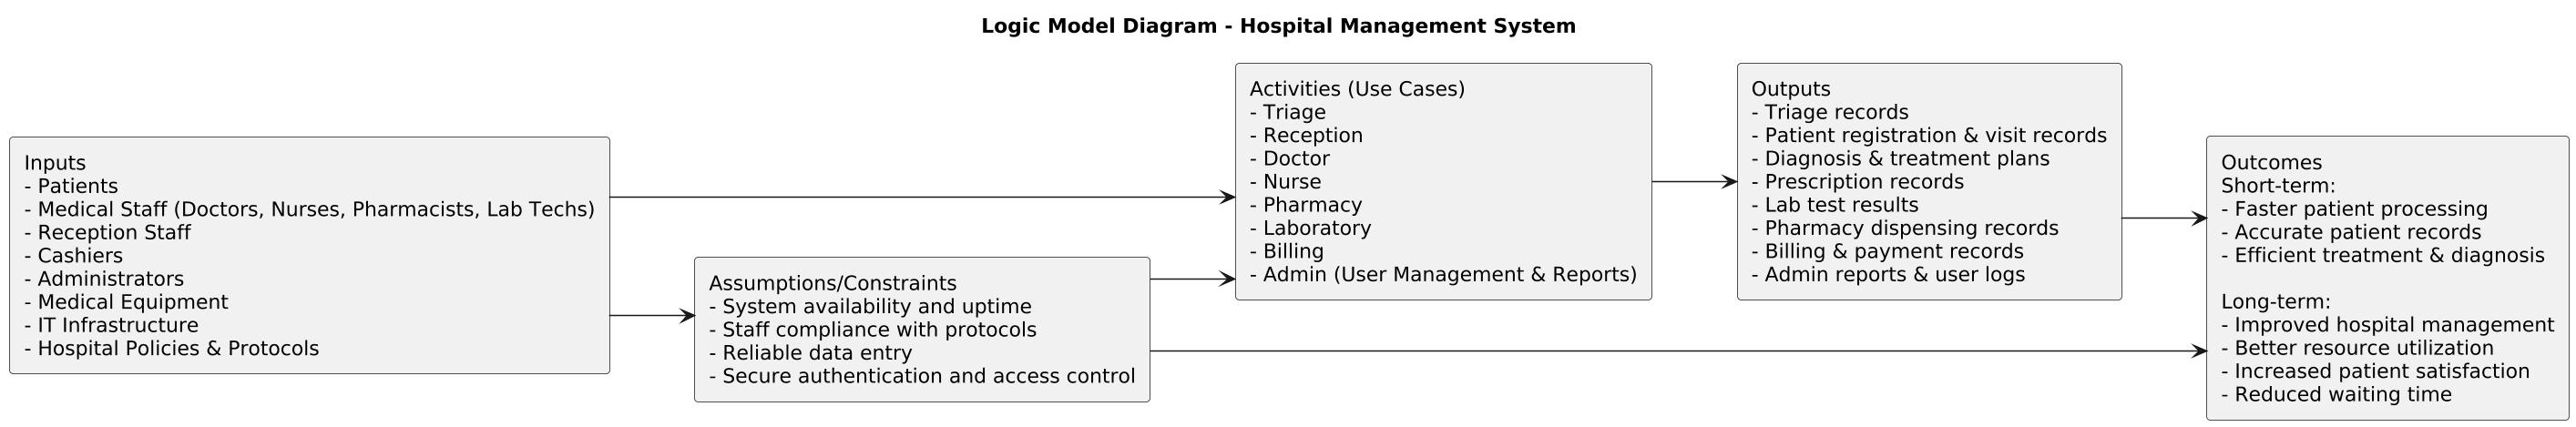 Logic Model Diagram - Hospital Management System
Inputs
- Patients
- Medical Staff (Doctors, Nurses, Pharmacists, Lab Techs)
- Reception Staff
- Cashiers
- Administrators
- Medical Equipment
- IT Infrastructure
- Hospital Policies & Protocols
Assumptions/Constraints
- System availability and uptime
- Staff compliance with protocols
- Reliable data entry
- Secure authentication and access control
Activities (Use Cases)
- Triage
- Reception
- Doctor
- Nurse
- Pharmacy
- Laboratory
- Billing
- Admin (User Management & Reports)
Outputs
- Triage records
- Patient registration & visit records
- Diagnosis & treatment plans
- Prescription records
- Lab test results
- Pharmacy dispensing records
- Billing & payment records
- Admin reports & user logs
Outcomes
Short-term:
- Faster patient processing
- Accurate patient records
- Efficient treatment & diagnosis
Long-term:
- Improved hospital management
- Better resource utilization
- Increased patient satisfaction
- Reduced waiting time